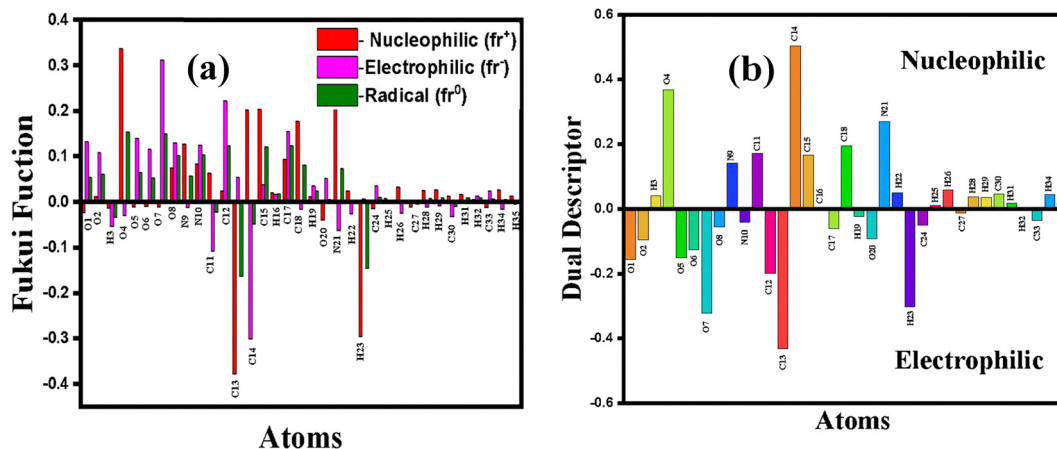 (a)
Nucleophilic (fr+)
Electrophilic (fr-)
-Radical (fr0)
Fukui Fuction
0.4
0.3
0.2
0.1
0.0
-0.1
-0.2
-0.3
-0.4
O1
O2
H3
O4
O5
O6
O7
O8
N9
N10
C11
C12
C13
C14
C15
H16
C17
C18
H19
O20
N21
H22
H23
C24
H25
H26
C27
H28
H29
C30
H31
H32
C33
H34
H35
Atoms
(b)
Nucleophilic
Electrophilic
Dual Descriptor
0.6
0.4
0.2
0.0
-0.2
-0.4
-0.6
O1
O2
H3
O4
O5
O6
O7
O8
N9
N10
C11
C12
C13
C14
C15
C16
C17
C18
H19
O20
N21
H22
H23
C24
H25
H26
C27
H28
H29
C30
H31
H32
C33
H34
Atoms